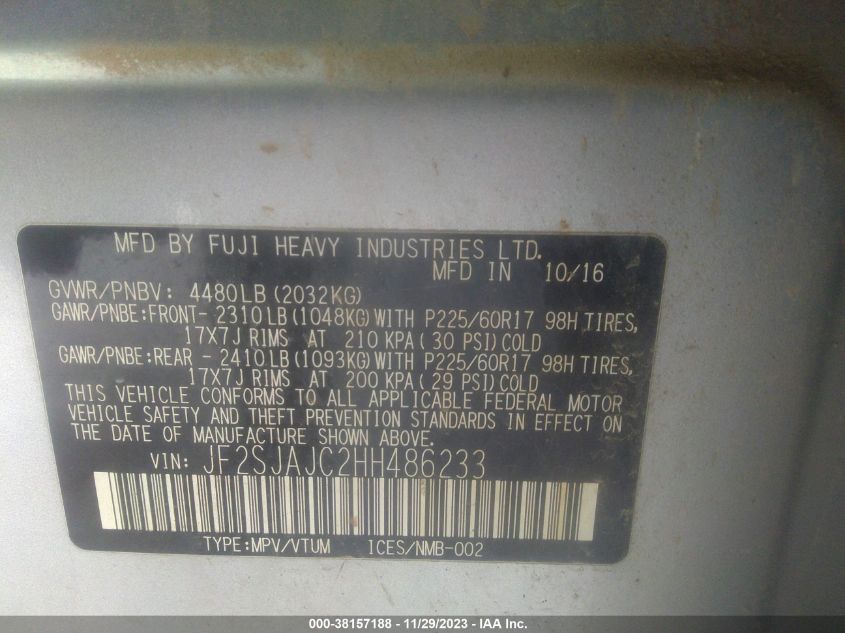 MFD BY FUJI HEAVY INDUSTRIES LTD.
MFD IN 10/16
GVWR/PNBV: 4480LB(2032KG)
GAWR/PNBE:FRONT- 2310LB(1048KG)WITH P225/60R17 98H TIRES,
17X7J RIMS AT 210 KPA( 30 PSI)COLD
GAWR/PNBE:REAR - 2410LB(1093KG)WITH P225/60R17 98H TIRES,
17X7J RIMS AT 200 KPA( 29 PSI)COLD
THIS VEHICLE CONFORMS TO ALL APPLICABLE FEDERAL MOTOR
VEHICLE SAFETY AND THEFT PREVENTION STANDARDS IN EFFECT ON
THE DATE OF MANUFACTURE SHOWN ABOVE.
VIN: JF2SJAJC2HH486233
TYPE:MPV/VTUM ICES/NMB-002
000-38157188 - 11/29/2023 - IAA Inc.